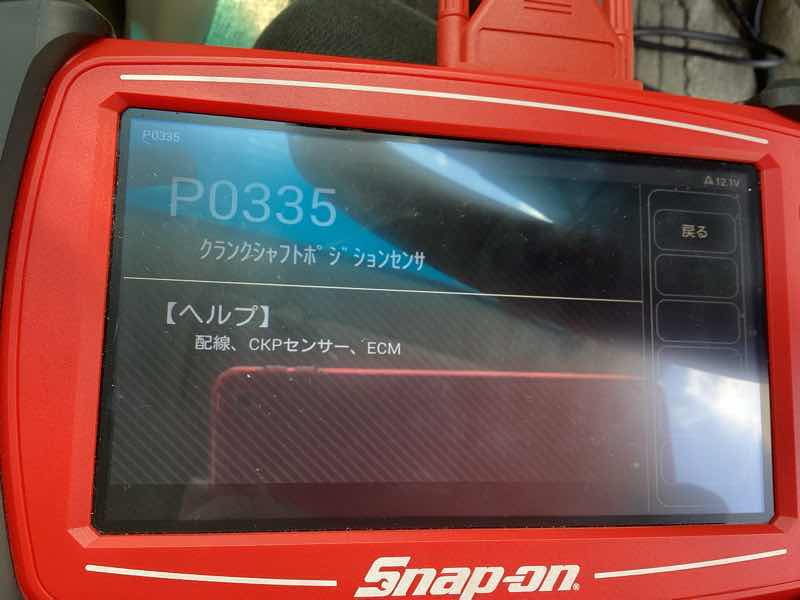 P0335
12.1V
P0335
クランクシャフトポジションセンサ
戻る
【ヘルプ】
配線、CKPセンサー、ECM
Snap-on